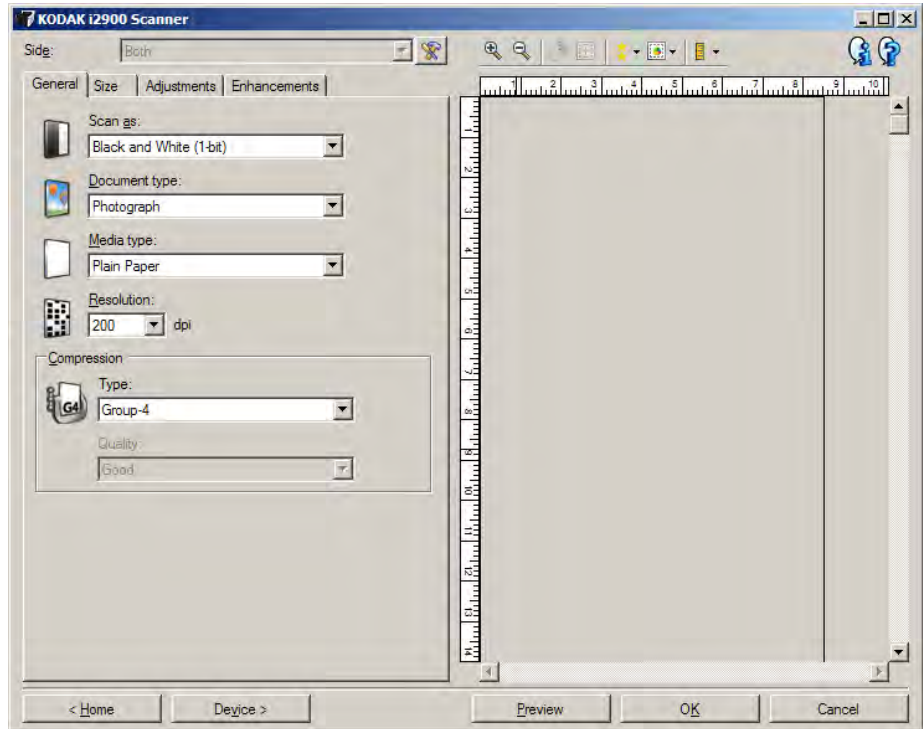 KODAK i2900 Scanner
Side: Both
General Size Adjustments Enhancements
Scan as:
Black and White (1-bit)
Document type:
Photograph
Media type:
Plain Paper
Resolution:
200 dpi
Compression
Type:
G4 Group-4
Quality:
Good
1 2 3 4 5 6 7 8 9 10
1
2
3
4
5
6
7
8
9
10
11
12
13
14
< Home Device > Preview OK Cancel